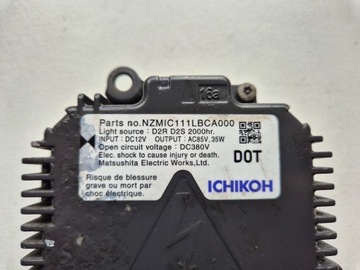 16a
Parts no.NZMIC111LBCA000
Light source : D2R D2S 2000hr.
INPUT : DC12V OUTPUT : AC85V,35W
Open circuit voltage : DC380V
Elec. shock to cause injury or death.
Matsushita Electric Works,Ltd.
DOT
Risque de blessure
grave ou mort par
choc électrique.
ICHIKOH